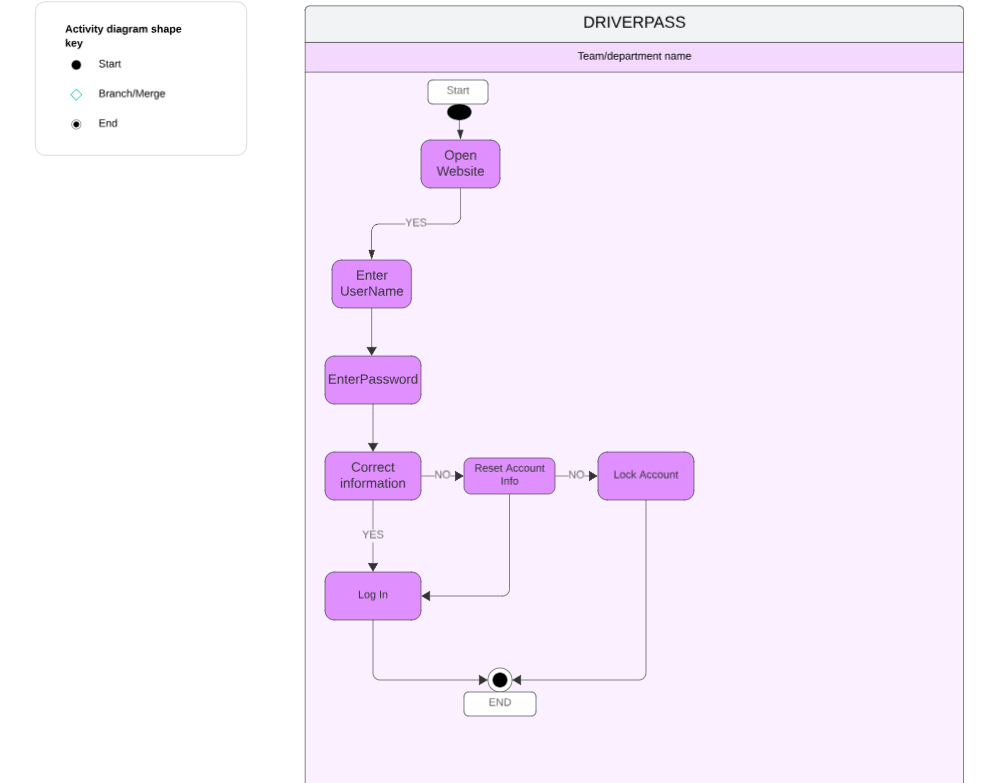 Activity diagram shape
key
Start
Branch/Merge
End
DRIVERPASS
Team/department name
Start
Open
Website
YES
Enter
UserName
EnterPassword
Correct
information
NO
Reset Account
Info
NO
Lock Account
YES
Log In
END